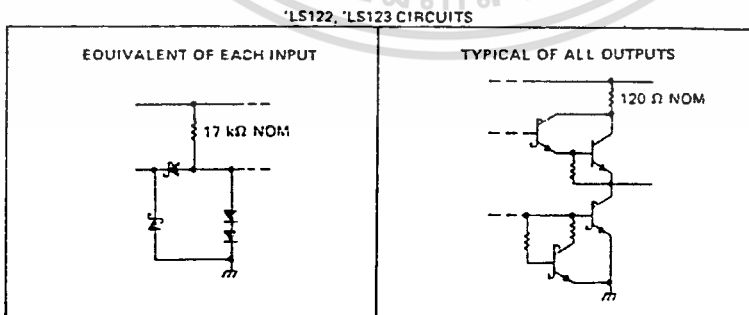 'LS122, 'LS123 CIRCUITS
EQUIVALENT OF EACH INPUT
17 kΩ NOM
TYPICAL OF ALL OUTPUTS
120 Ω NOM